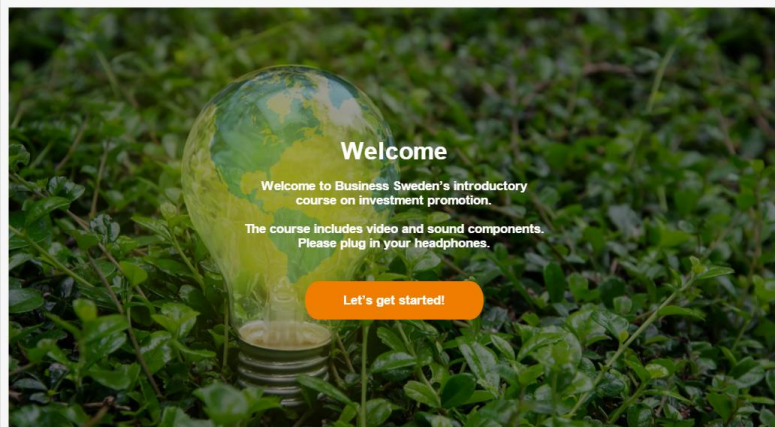 Welcome
Welcome to Business Sweden's introductory
course on investment promotion.
The course includes video and sound components.
Please plug in your headphones.
Let's get started!